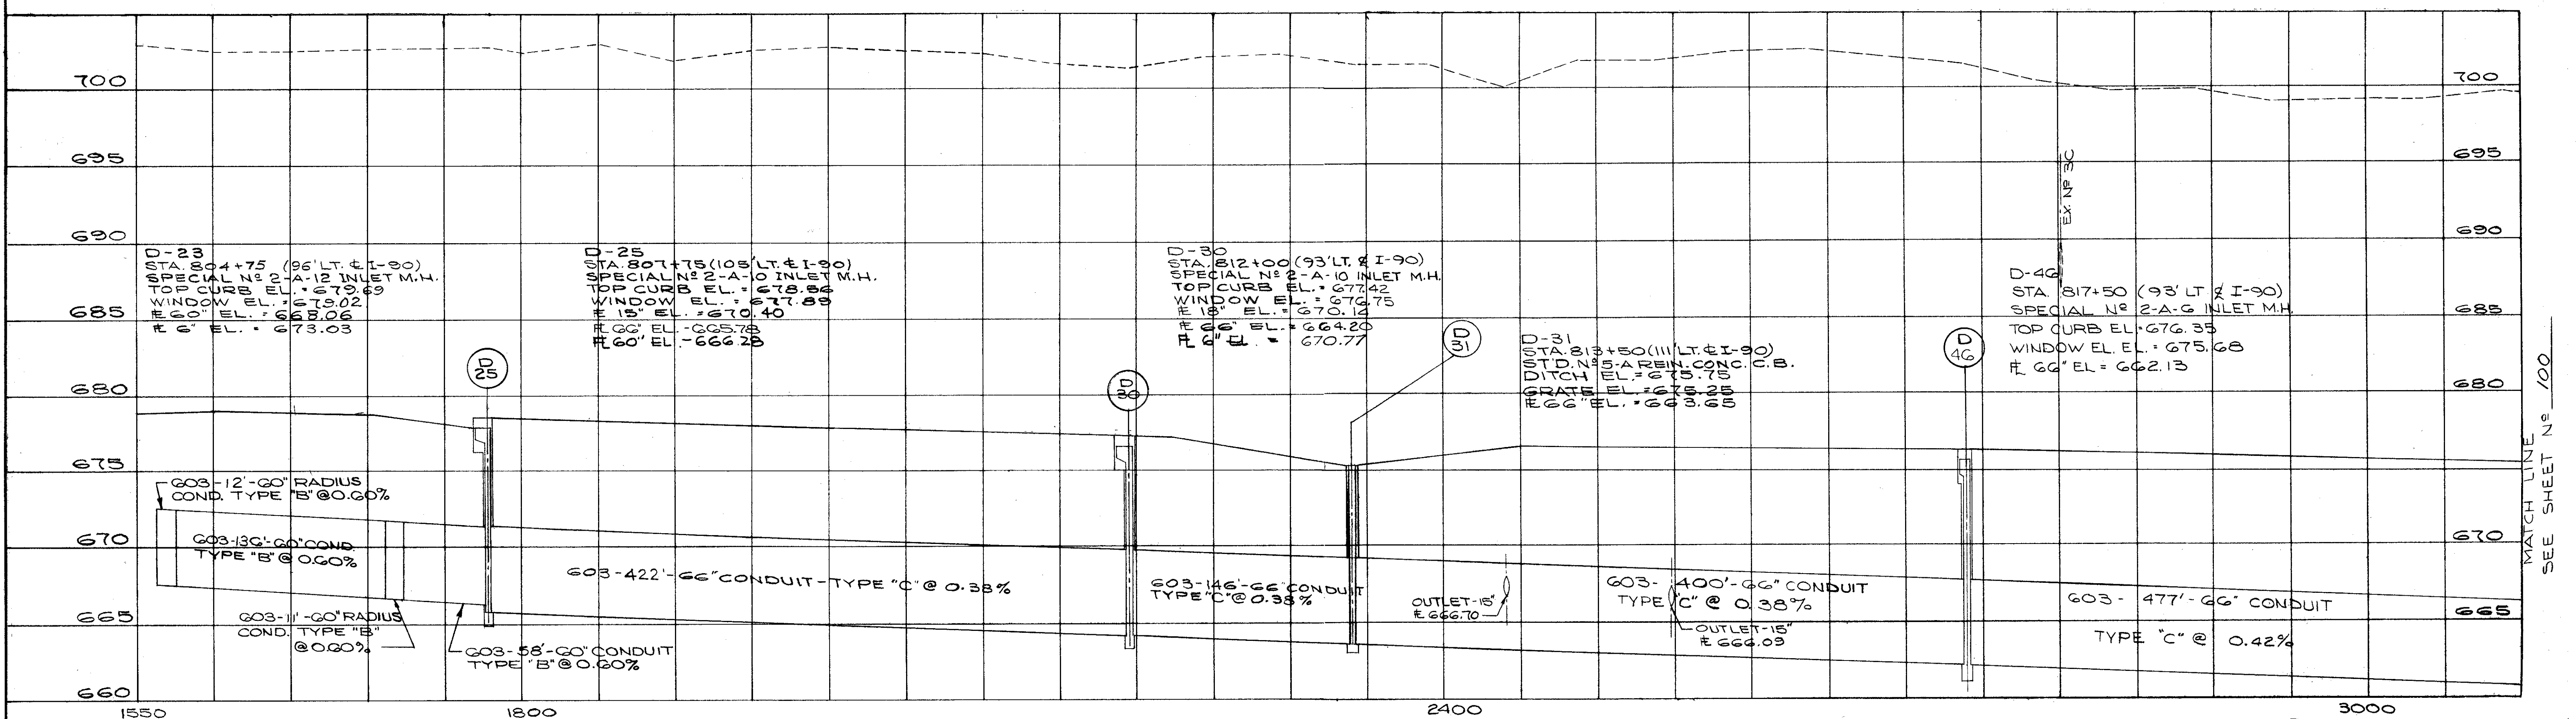 700
700
695
695
690
690
EX. Nº 3C
D-23
STA. 804+75 (96' LT. ℄ I-90)
SPECIAL Nº 2-A-12 INLET M.H.
TOP CURB EL. = 679.69
WINDOW EL. = 679.02
℄ 60" EL. = 668.06
℄ 6" EL. = 673.03
D-25
STA. 807+75 (105' LT. ℄ I-90)
SPECIAL Nº 2-A-10 INLET M.H.
TOP CURB EL. = 678.56
WINDOW EL. = 677.89
℄ 15" EL. = 670.40
℄ 66" EL. - 665.78
℄ 60" EL. - 666.28
D-30
STA. 812+00 (93' LT. ℄ I-90)
SPECIAL Nº 2-A-10 INLET M.H.
TOP CURB EL. = 677.42
WINDOW EL. = 676.75
℄ 18" EL. = 670.14
℄ 66" EL. = 664.20
℄ 6" EL. = 670.77
D-31
STA. 813+50 (111' LT. ℄ I-90)
ST'D. Nº 5-A REIN. CONC. C.B.
DITCH EL. = 675.75
GRATE EL. = 675.25
℄ 66" EL. = 663.65
D-46
STA. 817+50 (93' LT ℄ I-90)
SPECIAL Nº 2-A-6 INLET M.H.
TOP CURB EL = 676.35
WINDOW EL. EL. = 675.68
℄ 66" EL = 662.13
685
685
D
25
D
30
D
31
D
46
680
680
675
603-12'-60" RADIUS
COND. TYPE "B" @ 0.60%
670
670
603-136'-60" COND.
TYPE "B" @ 0.60%
603-11'-60" RADIUS
COND. TYPE "B"
@ 0.60%
603-58'-60" CONDUIT
TYPE "B" @ 0.60%
603-422'-66" CONDUIT-TYPE "C" @ 0.38%
603-146'-66" CONDUIT
TYPE "C" @ 0.38%
OUTLET-15"
℄ 666.70
603- 400'-66" CONDUIT
TYPE "C" @ 0.38%
OUTLET-15"
℄ 666.09
603- 477'-66" CONDUIT
TYPE "C" @ 0.42%
665
665
660
1550
1800
2400
3000
MATCH LINE
SEE SHEET Nº 100